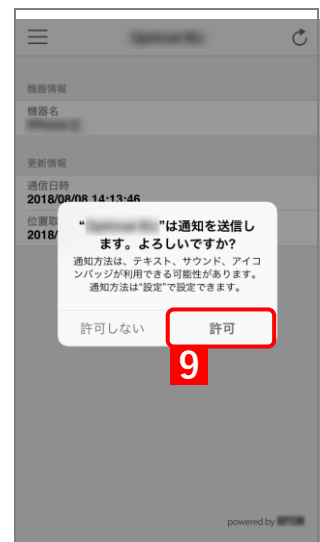 機器情報
機器名
更新情報
通信日時
2018/08/08 14:13:46
位置取
2018/
“ ”は通知を送信し
ます。よろしいですか?
通知方法は、テキスト、サウンド、アイコ
ンバッジが利用できる可能性があります。
通知方法は“設定”で設定できます。
許可しない
許可
9
powered by